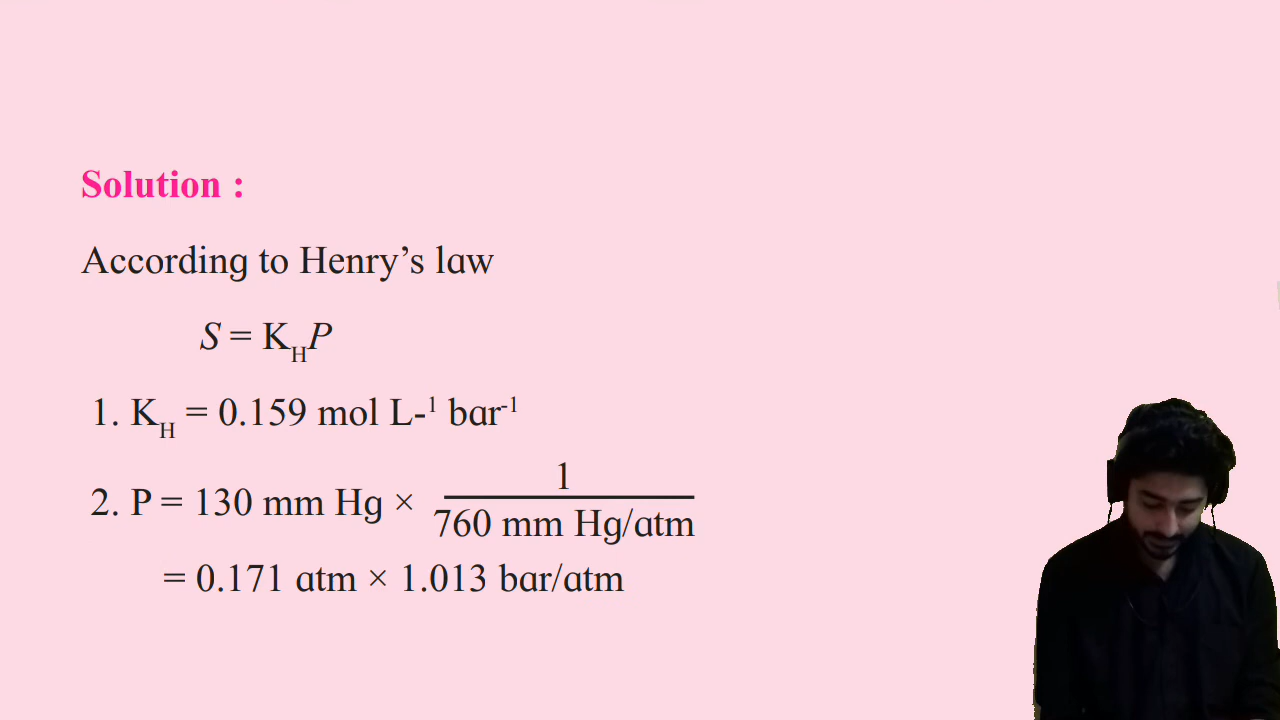 Solution :
According to Henry’s law
S = K_H P
1. K_H = 0.159 mol L-¹ bar⁻¹
2. P = 130 mm Hg × 1 / 760 mm Hg/atm
= 0.171 atm × 1.013 bar/atm